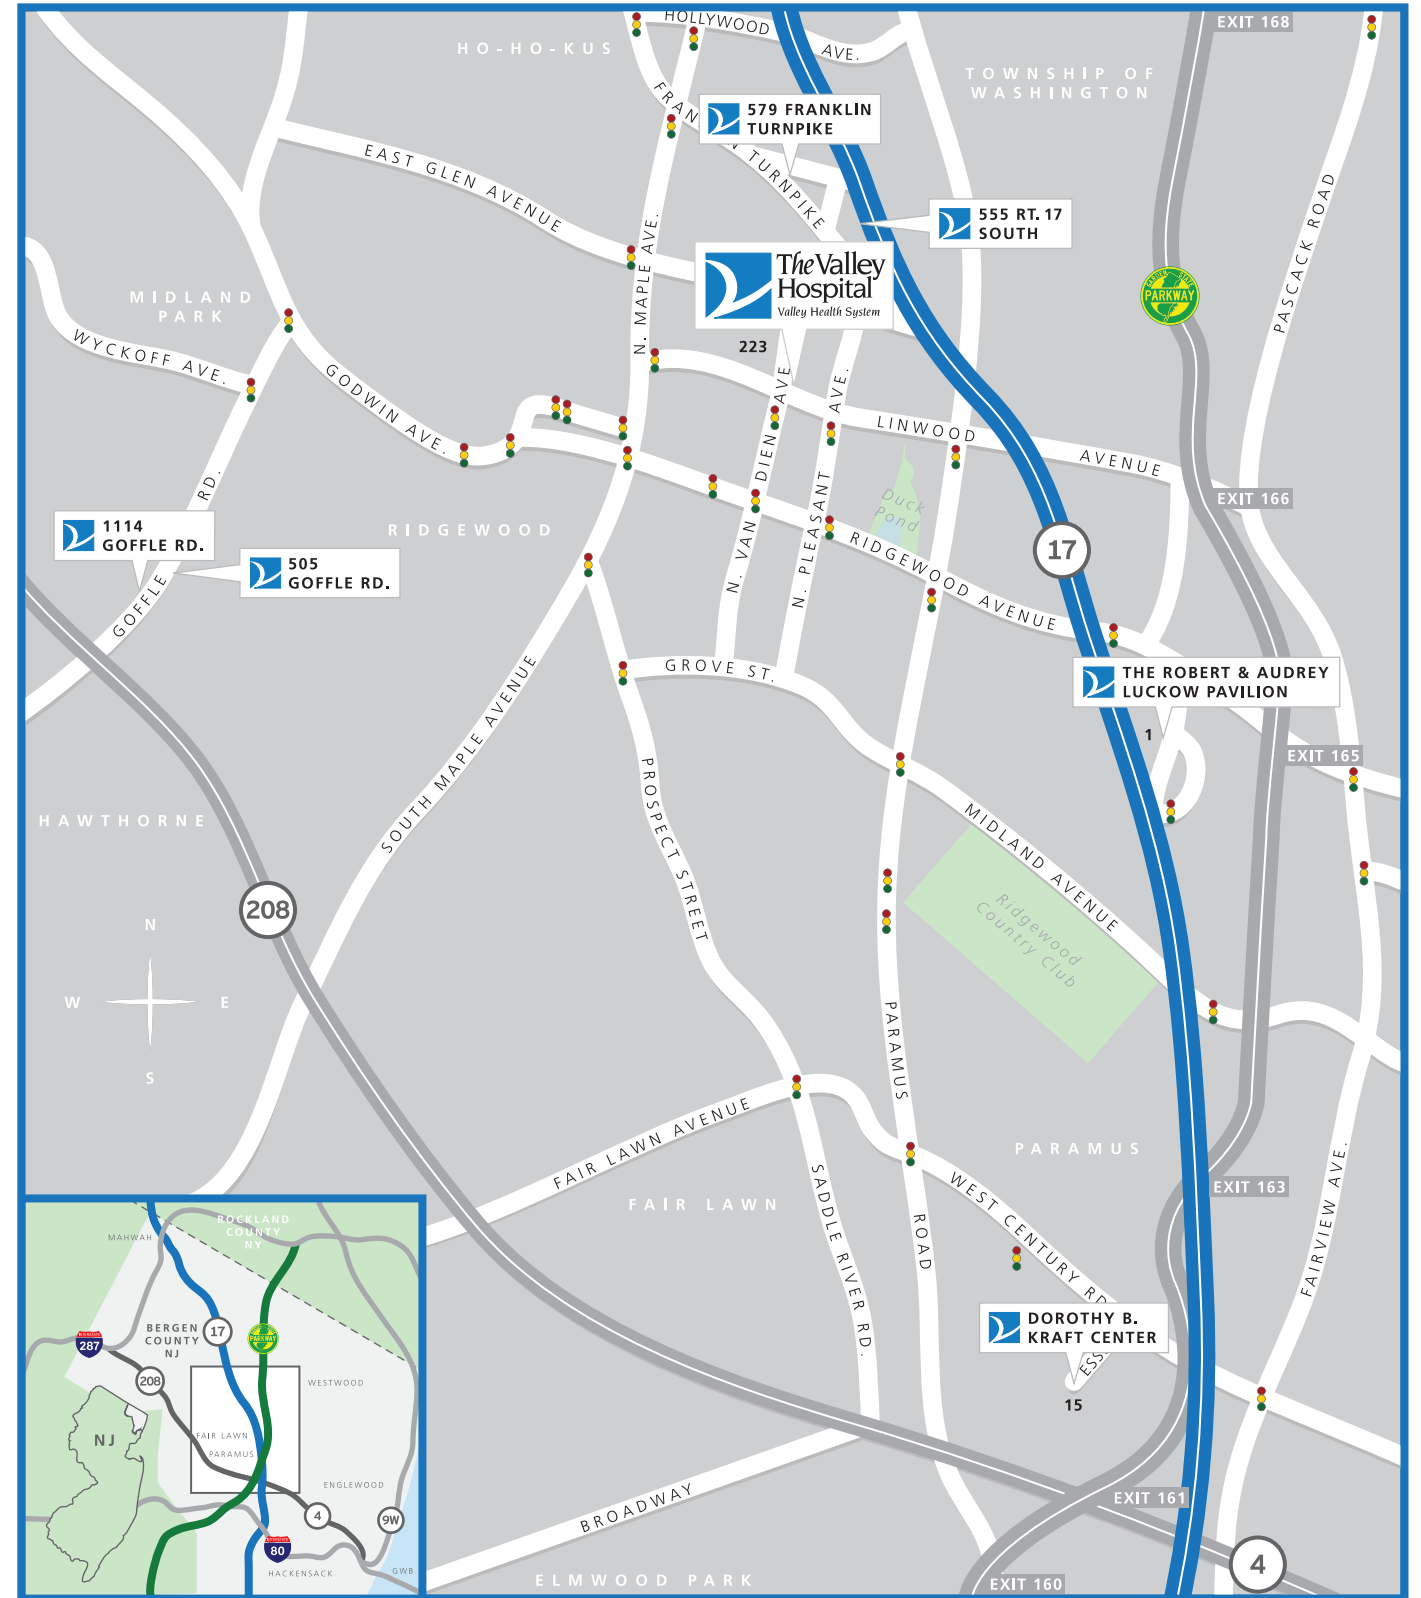 EXIT 168
HOLLYWOOD
AVE.
HO-HO-KUS
TOWNSHIP OF
WASHINGTON
579 FRANKLIN
TURNPIKE
EAST GLEN AVENUE
TURNPIKE
555 RT. 17
SOUTH
PASCACK ROAD
N. MAPLE AVE.
The Valley
Hospital
Valley Health System
GARDEN STATE
PARKWAY
MIDLAND
PARK
WYCKOFF AVE.
223
GODWIN AVE.
LINWOOD
AVENUE
N. VAN DIEN AVE
N. PLEASANT AVE.
Duck
Pond
EXIT 166
RIDGEWOOD
1114
GOFFLE RD.
505
GOFFLE RD.
GOFFLE RD.
17
RIDGEWOOD AVENUE
GROVE ST.
THE ROBERT & AUDREY
LUCKOW PAVILION
1
EXIT 165
SOUTH MAPLE AVENUE
PROSPECT STREET
HAWTHORNE
MIDLAND AVENUE
208
Ridgewood
Country Club
N
W
E
S
PARAMUS
ROAD
FAIR LAWN AVENUE
PARAMUS
FAIR LAWN
EXIT 163
WEST CENTURY RD
SADDLE RIVER RD.
FAIRVIEW AVE.
DOROTHY B.
KRAFT CENTER
ESS
15
BROADWAY
EXIT 161
ELMWOOD PARK
EXIT 160
4
ROCKLAND
COUNTY
NY
MAHWAH
BERGEN
COUNTY
NJ
17
PARKWAY
287
208
WESTWOOD
NJ
FAIR LAWN
PARAMUS
ENGLEWOOD
4
9W
80
HACKENSACK
GWB